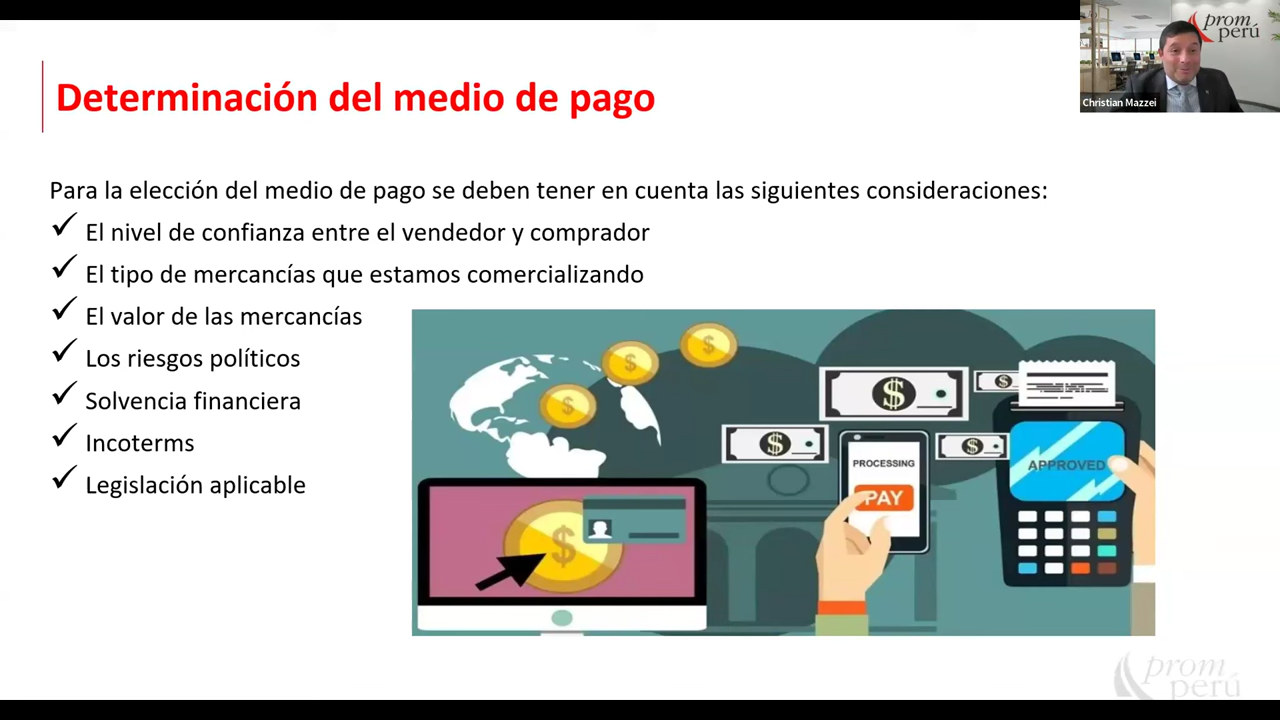 prom
perú
Christian Mazzei
Determinación del medio de pago
Para la elección del medio de pago se deben tener en cuenta las siguientes consideraciones:
✓ El nivel de confianza entre el vendedor y comprador
✓ El tipo de mercancías que estamos comercializando
✓ El valor de las mercancías
✓ Los riesgos políticos
✓ Solvencia financiera
✓ Incoterms
✓ Legislación aplicable
$ $ $
$ $ $ $
PROCESSING
PAY
APPROVED
$
prom
perú